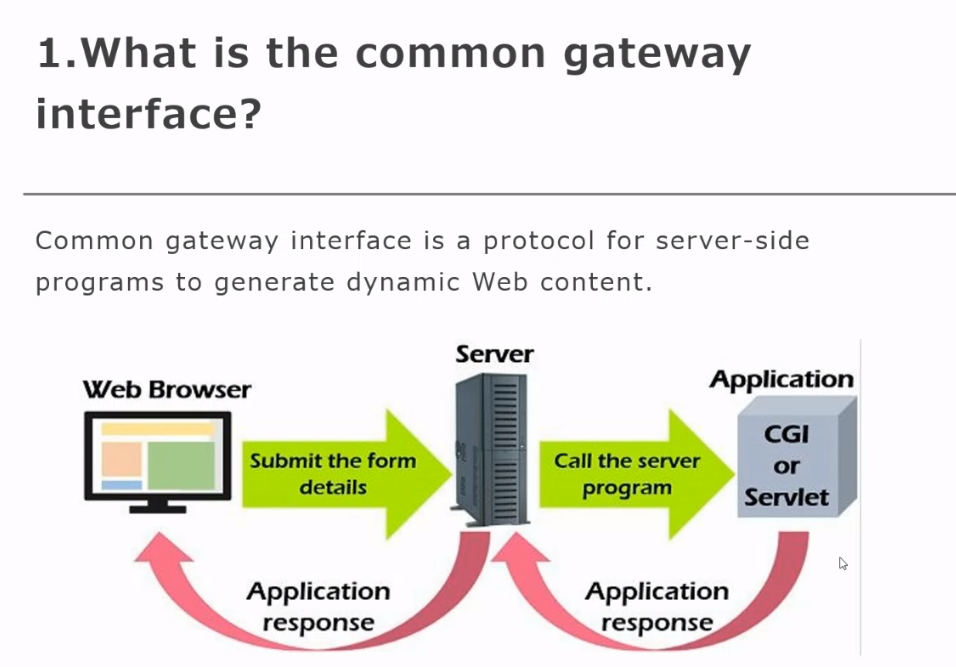 1.What is the common gateway
interface?
Common gateway interface is a protocol for server-side
programs to generate dynamic Web content.
Server
Web Browser
Application
Submit the form
details
Call the server
program
CGI
or
Servlet
Application
response
Application
response